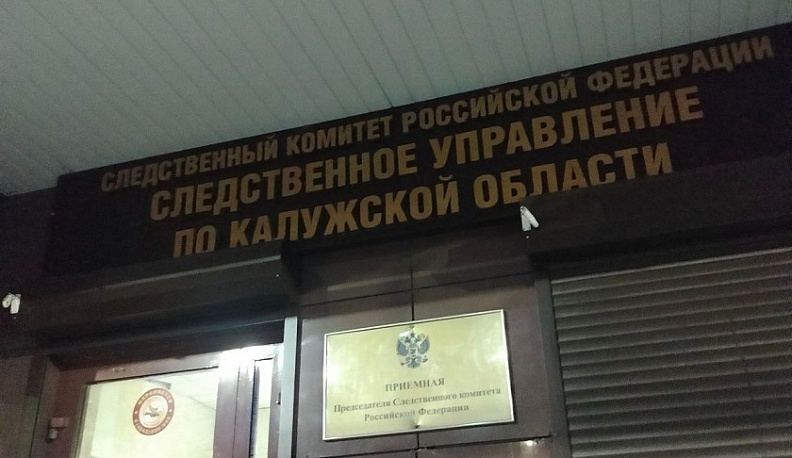 СЛЕДСТВЕННЫЙ КОМИТЕТ РОССИЙСКОЙ ФЕДЕРАЦИИ
СЛЕДСТВЕННОЕ УПРАВЛЕНИЕ
ПО КАЛУЖСКОЙ ОБЛАСТИ
ПРИЕМНАЯ
Председателя Следственного комитета
Российской Федерации